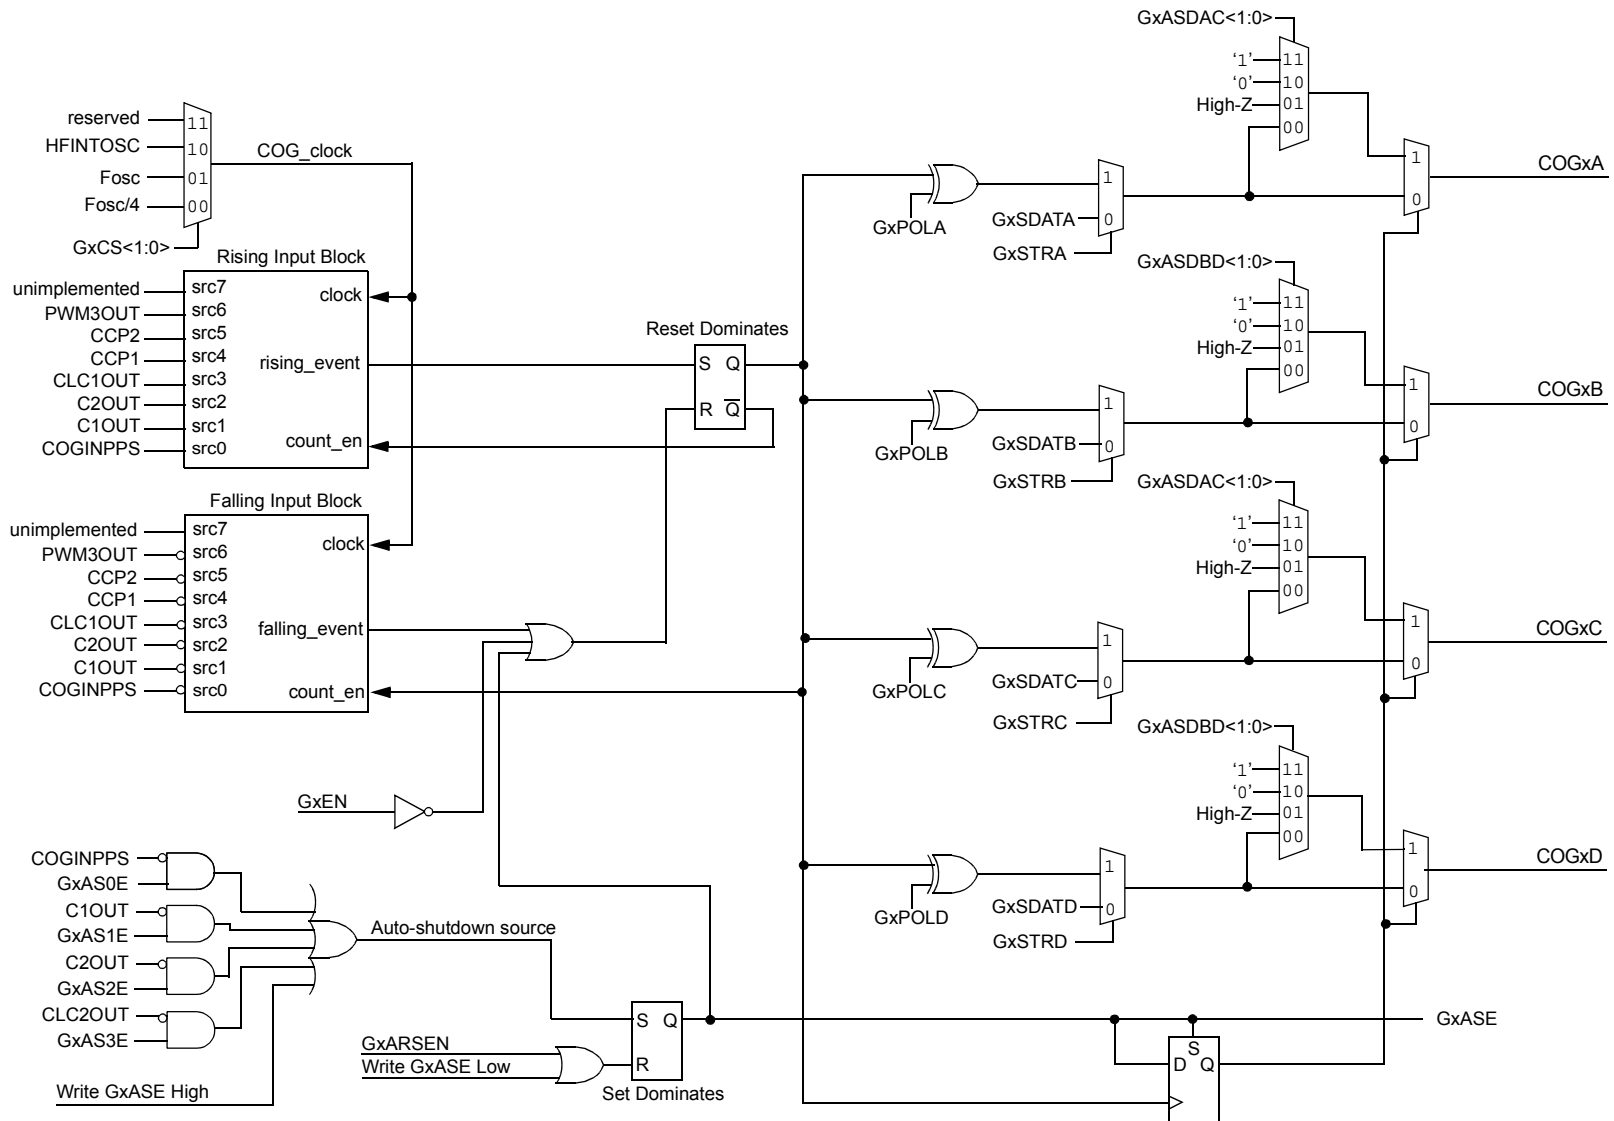 GxASDAC<1:0>
'1' 11
'0' 10
High-Z 01
00
reserved 11
HFINTOSC 10
Fosc 01
Fosc/4 00
GxCS<1:0>
COG_clock
1
0
COGxA
GxPOLA
1
GxSDATA 0
GxSTRA
Rising Input Block
unimplemented src7
PWM3OUT src6
CCP2 src5
CCP1 src4
CLC1OUT src3
C2OUT src2
C1OUT src1
COGINPPS src0
clock
rising_event
count_en
Reset Dominates
S Q
R Q
GxASDBD<1:0>
'1' 11
'0' 10
High-Z 01
00
1
0
COGxB
GxPOLB
1
GxSDATB 0
GxSTRB
Falling Input Block
unimplemented src7
PWM3OUT src6
CCP2 src5
CCP1 src4
CLC1OUT src3
C2OUT src2
C1OUT src1
COGINPPS src0
clock
falling_event
count_en
GxASDAC<1:0>
'1' 11
'0' 10
High-Z 01
00
1
0
COGxC
GxPOLC
1
GxSDATC 0
GxSTRC
GxEN
GxASDBD<1:0>
'1' 11
'0' 10
High-Z 01
00
1
0
COGxD
GxPOLD
1
GxSDATD 0
GxSTRD
COGINPPS
GxAS0E
C1OUT
GxAS1E
C2OUT
GxAS2E
CLC2OUT
GxAS3E
Write GxASE High
Auto-shutdown source
GxARSEN
Write GxASE Low
S Q
R
Set Dominates
GxASE
S
D Q